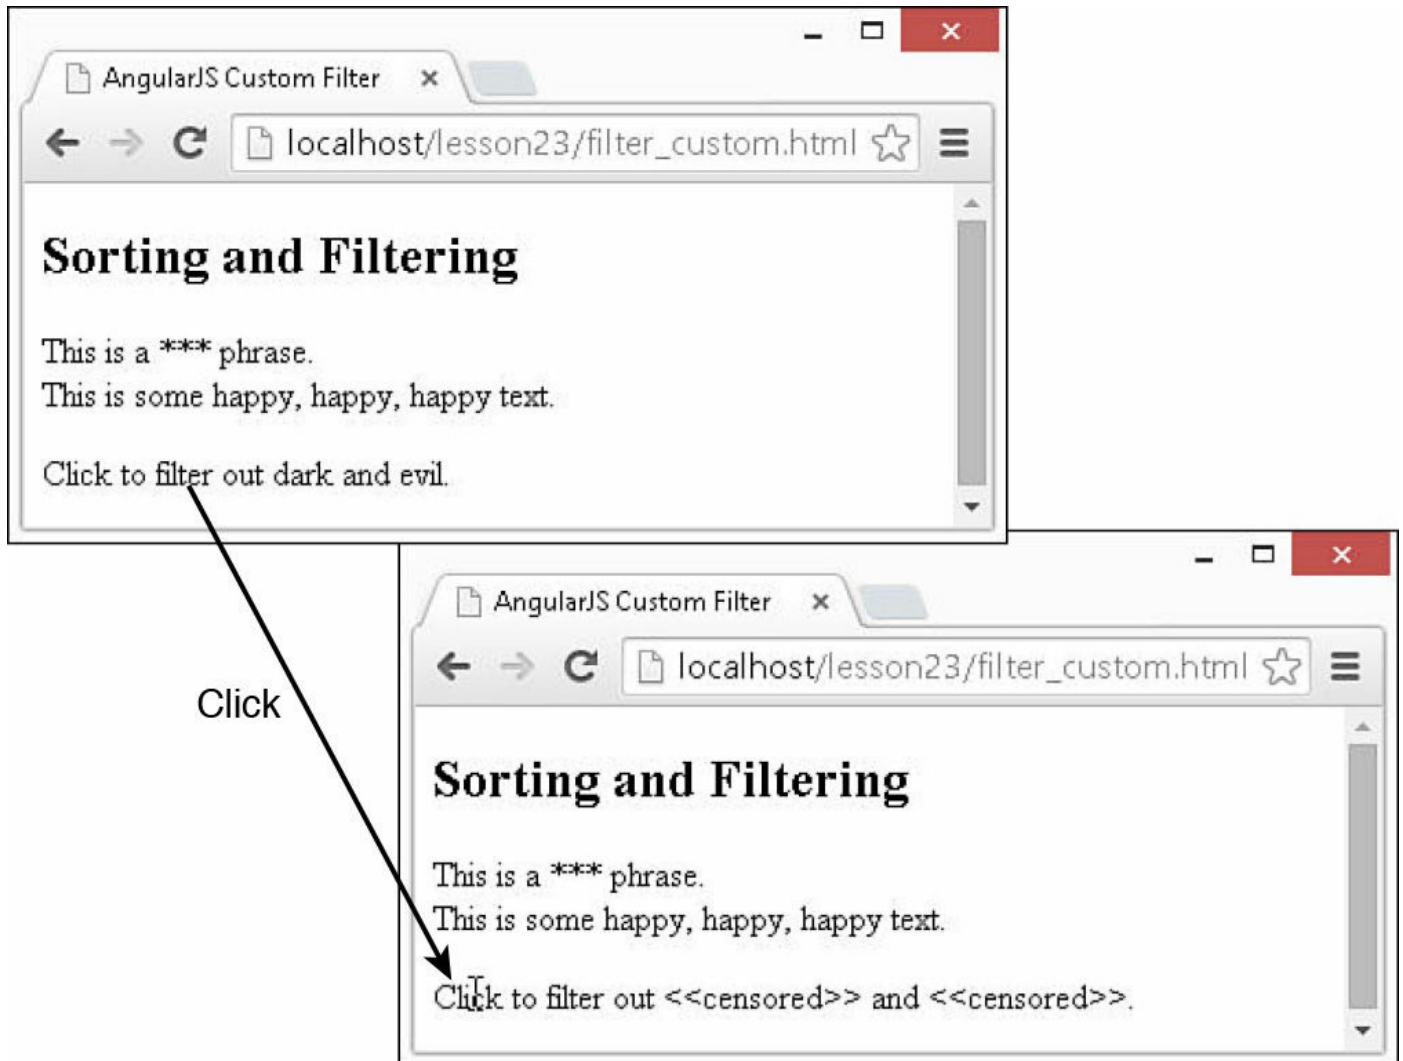 AngularJS Custom Filter
localhost/lesson23/filter_custom.html
Sorting and Filtering
This is a *** phrase.
This is some happy, happy, happy text.
Click to filter out dark and evil.
Click
AngularJS Custom Filter
localhost/lesson23/filter_custom.html
Sorting and Filtering
This is a *** phrase.
This is some happy, happy, happy text.
Click to filter out <<censored>> and <<censored>>.